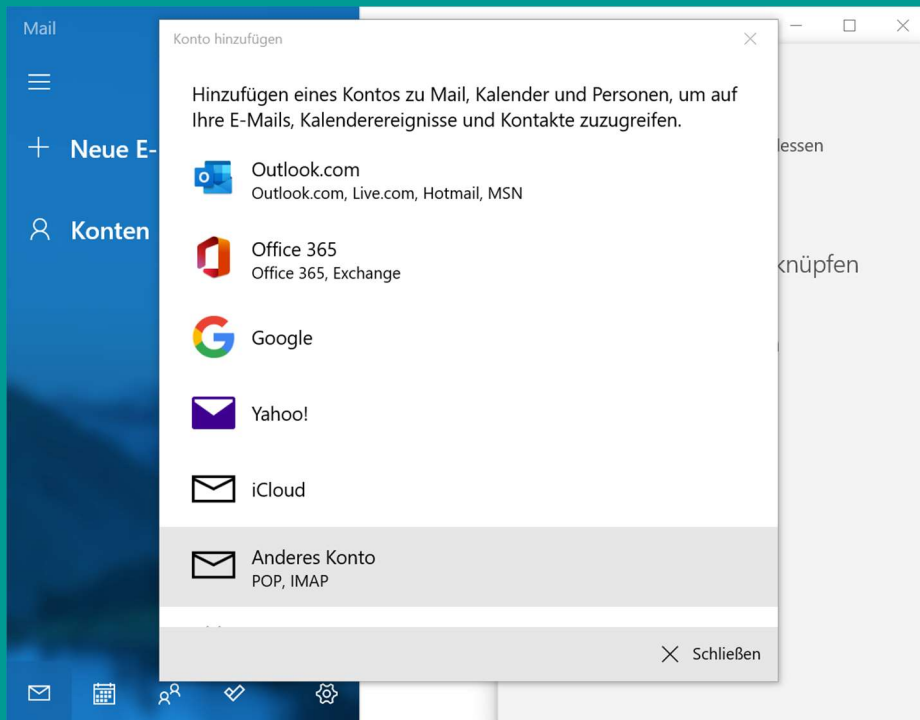 Mail
Konto hinzufügen
Hinzufügen eines Kontos zu Mail, Kalender und Personen, um auf
Ihre E-Mails, Kalenderereignisse und Kontakte zuzugreifen.
Neue E-
Konten
Outlook.com
Outlook.com, Live.com, Hotmail, MSN
Office 365
Office 365, Exchange
Google
Yahoo!
iCloud
Anderes Konto
POP, IMAP
Schließen
essen
knüpfen